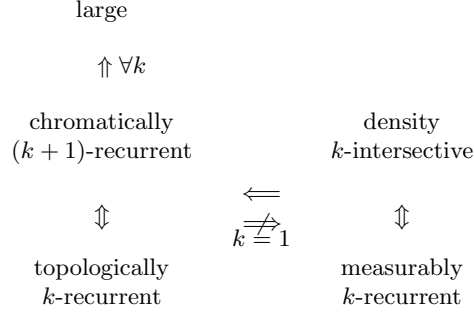 large
⇑ ∀k
chromatically
(k + 1)-recurrent
density
k-intersective
⇐
⇕
⇏
k = 1
⇕
topologically
k-recurrent
measurably
k-recurrent